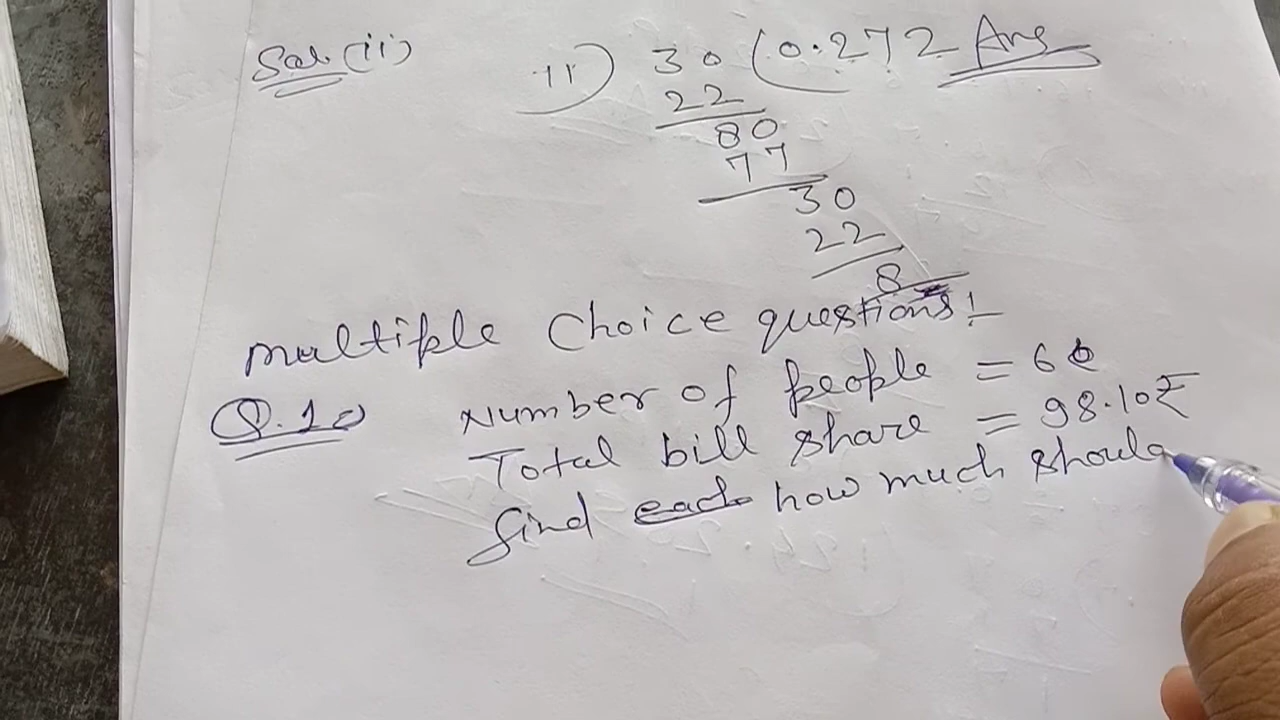 Sol. (ii)
11) 30 (0.272 Ans
22
80
77
30
22
8
Multiple Choice questions:-
Q.10 Number of people = 6
Total bill share = 98.10₹
find each how much should